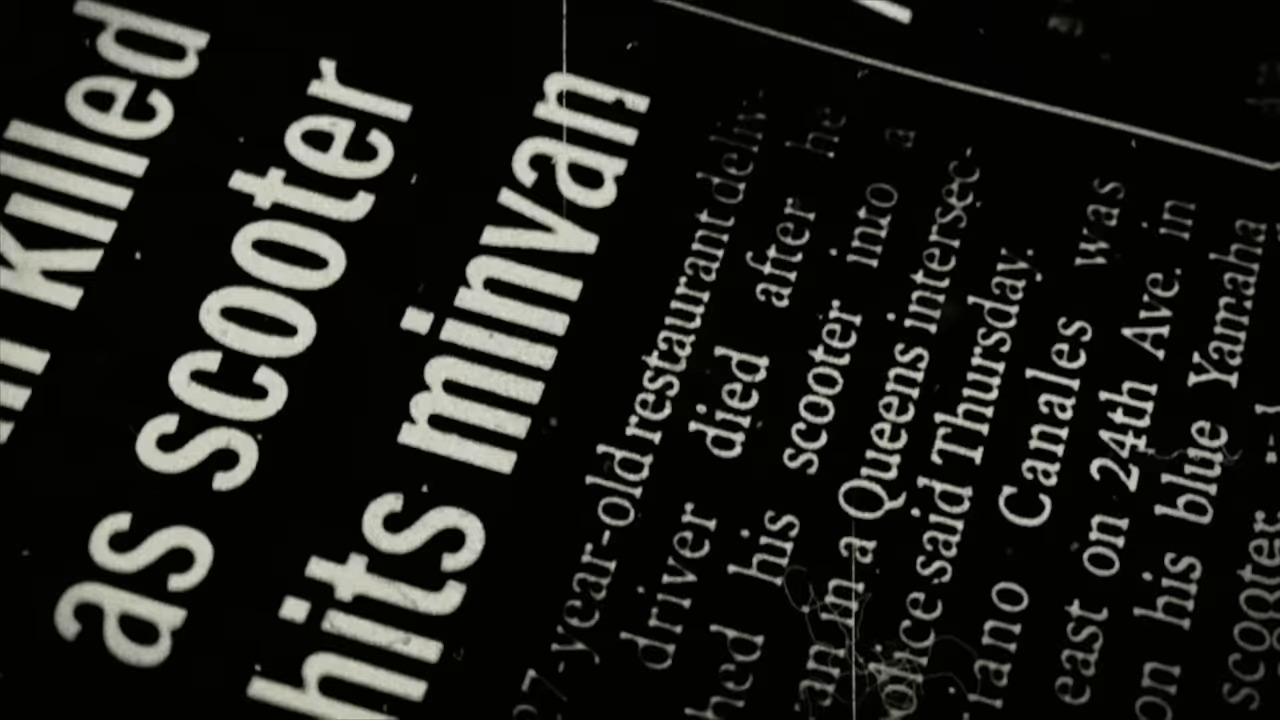 killed
as scooter
hits minvan
27-year-old restaurant deliv-
driver died after he
his scooter into a
in a Queens intersec-
said Thursday.
Canales was
east on 24th Ave. in
on his blue Yamaha
scooter